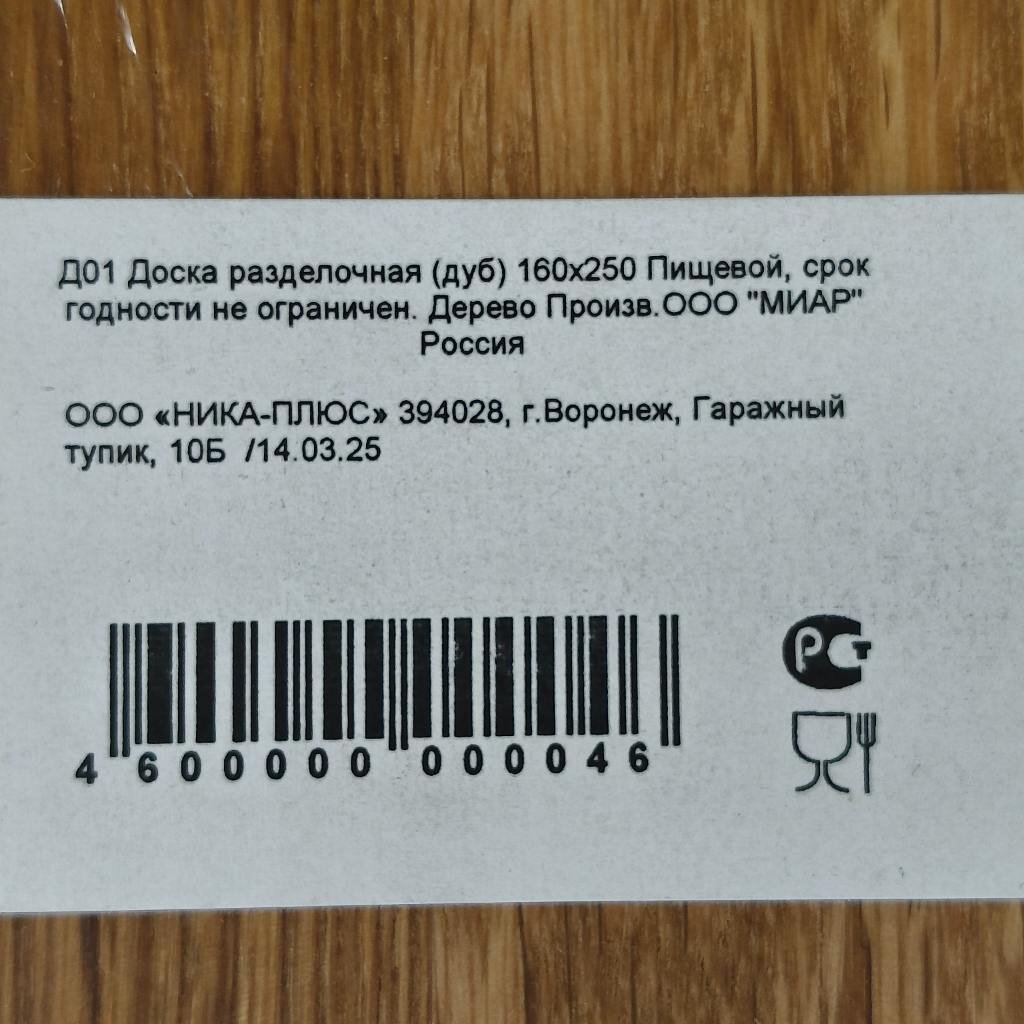 Д01 Доска разделочная (дуб) 160х250 Пищевой, срок
годности не ограничен. Дерево Произв.ООО "МИАР"
Россия
ООО «НИКА-ПЛЮС» 394028, г.Воронеж, Гаражный
тупик, 10Б /14.03.25
4 600000 000046
РСТ